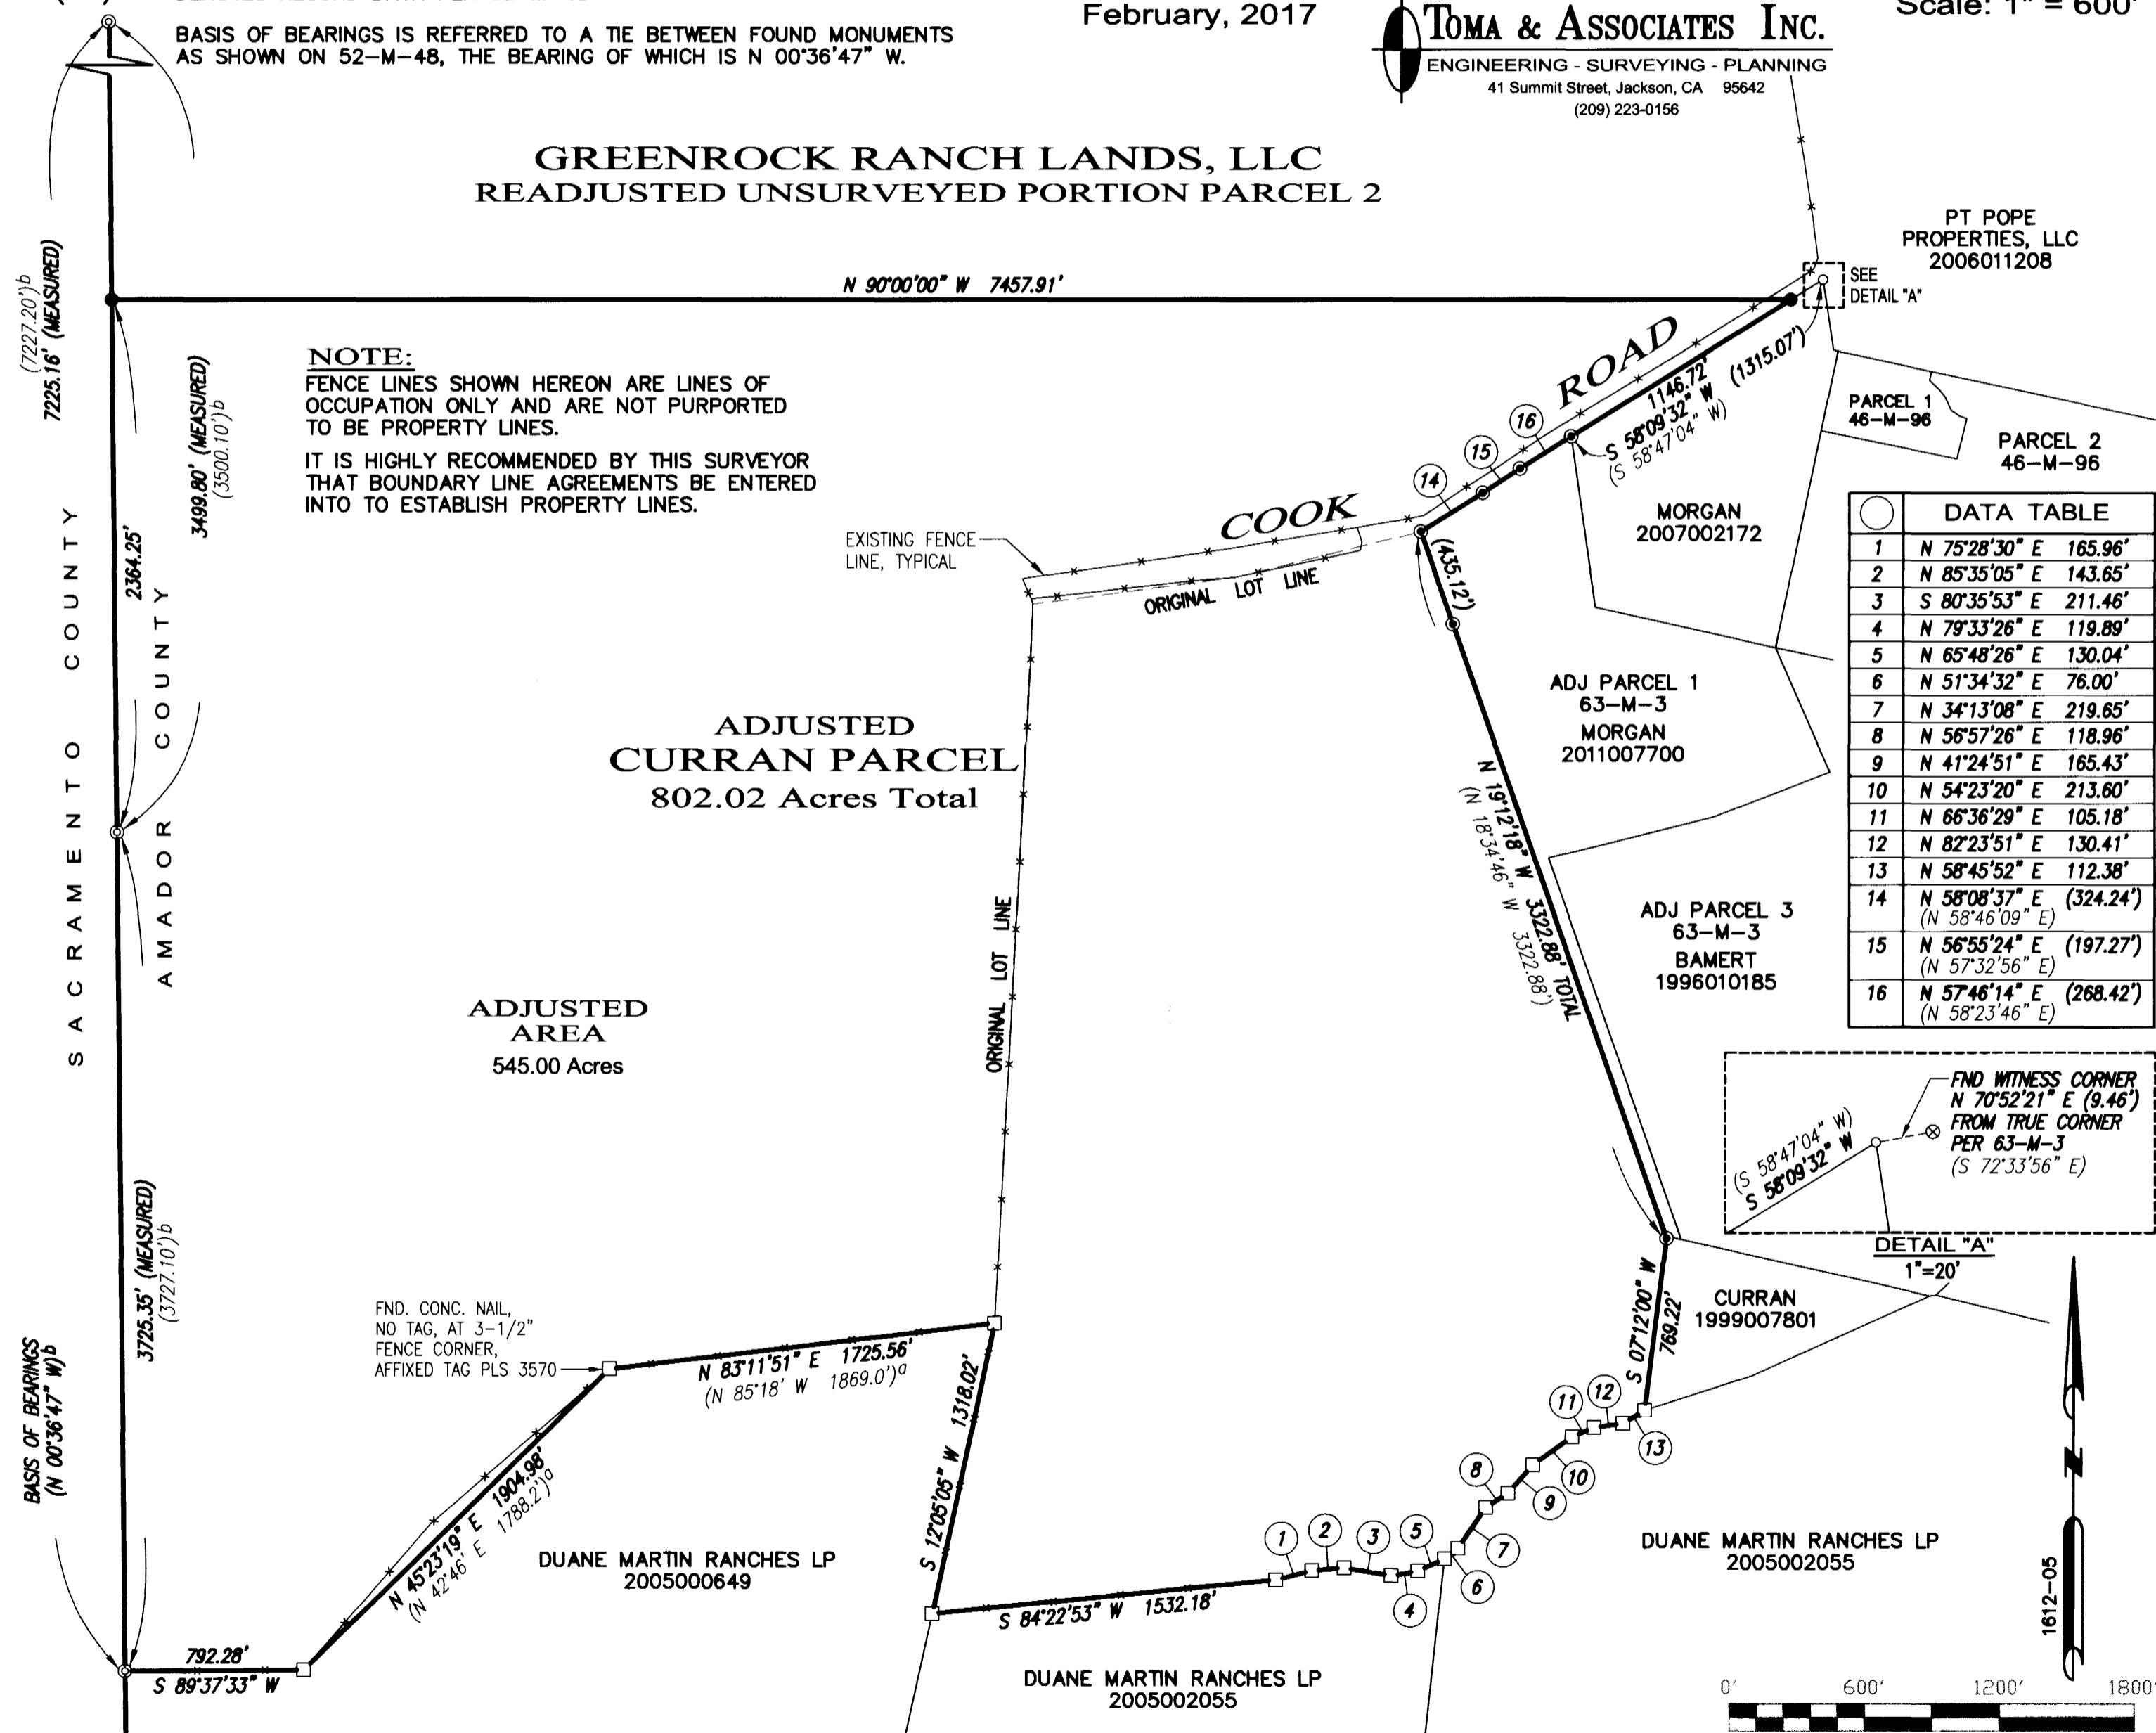 February, 2017
TOMA & ASSOCIATES INC.
ENGINEERING - SURVEYING - PLANNING
41 Summit Street, Jackson, CA 95642
(209) 223-0156
Scale: 1" = 600'
BASIS OF BEARINGS IS REFERRED TO A TIE BETWEEN FOUND MONUMENTS
AS SHOWN ON 52-M-48, THE BEARING OF WHICH IS N 00°36'47" W.
GREENROCK RANCH LANDS, LLC
READJUSTED UNSURVEYED PORTION PARCEL 2
PT POPE
PROPERTIES, LLC
2006011208
SEE
DETAIL "A"
N 90°00'00" W 7457.91'
(7227.20')b
7225.16' (MEASURED)
3499.80' (MEASURED)
(3500.10')b
2364.25'
SACRAMENTO COUNTY
AMADOR COUNTY
3725.35' (MEASURED)
(3727.10')b
BASIS OF BEARINGS
(N 00°36'47" W)b
NOTE:
FENCE LINES SHOWN HEREON ARE LINES OF
OCCUPATION ONLY AND ARE NOT PURPORTED
TO BE PROPERTY LINES.
IT IS HIGHLY RECOMMENDED BY THIS SURVEYOR
THAT BOUNDARY LINE AGREEMENTS BE ENTERED
INTO TO ESTABLISH PROPERTY LINES.
EXISTING FENCE
LINE, TYPICAL
COOK ROAD
ORIGINAL LOT LINE
14
15
16
1146.72'
S 58°09'32" W (1315.07')
(S 58°47'04" W)
(435.12')
PARCEL 1
46-M-96
PARCEL 2
46-M-96
MORGAN
2007002172
ADJ PARCEL 1
63-M-3
MORGAN
2011007700
ADJ PARCEL 3
63-M-3
BAMERT
1996010185
N 19°12'18" W 3322.88' TOTAL
(N 18°34'46" W 3322.88')
ADJUSTED
CURRAN PARCEL
802.02 Acres Total
ADJUSTED
AREA
545.00 Acres
ORIGINAL LOT LINE
DATA TABLE
1 N 75°28'30" E 165.96'
2 N 85°35'05" E 143.65'
3 S 80°35'53" E 211.46'
4 N 79°33'26" E 119.89'
5 N 65°48'26" E 130.04'
6 N 51°34'32" E 76.00'
7 N 34°13'08" E 219.65'
8 N 56°57'26" E 118.96'
9 N 41°24'51" E 165.43'
10 N 54°23'20" E 213.60'
11 N 66°36'29" E 105.18'
12 N 82°23'51" E 130.41'
13 N 58°45'52" E 112.38'
14 N 58°08'37" E (324.24')
(N 58°46'09" E)
15 N 56°55'24" E (197.27')
(N 57°32'56" E)
16 N 57°46'14" E (268.42')
(N 58°23'46" E)
FND WITNESS CORNER
N 70°52'21" E (9.46')
FROM TRUE CORNER
PER 63-M-3
(S 72°33'56" E)
(S 58°47'04" W)
S 58°09'32" W
DETAIL "A"
1"=20'
CURRAN
1999007801
S 07°12'00" W
769.22'
FND. CONC. NAIL,
NO TAG, AT 3-1/2"
FENCE CORNER,
AFFIXED TAG PLS 3570
N 83°11'51" E 1725.56'
(N 85°18' W 1869.0')a
S 12°05'05" W 1318.02'
1904.98'
N 45°23'19" E
(N 42°46' E 1788.2')a
DUANE MARTIN RANCHES LP
2005000649
792.28'
S 89°37'33" W
S 84°22'53" W 1532.18'
1
2
3
4
5
6
7
8
9
10
11
12
13
DUANE MARTIN RANCHES LP
2005002055
DUANE MARTIN RANCHES LP
2005002055
N
1612-05
0' 600' 1200' 1800'